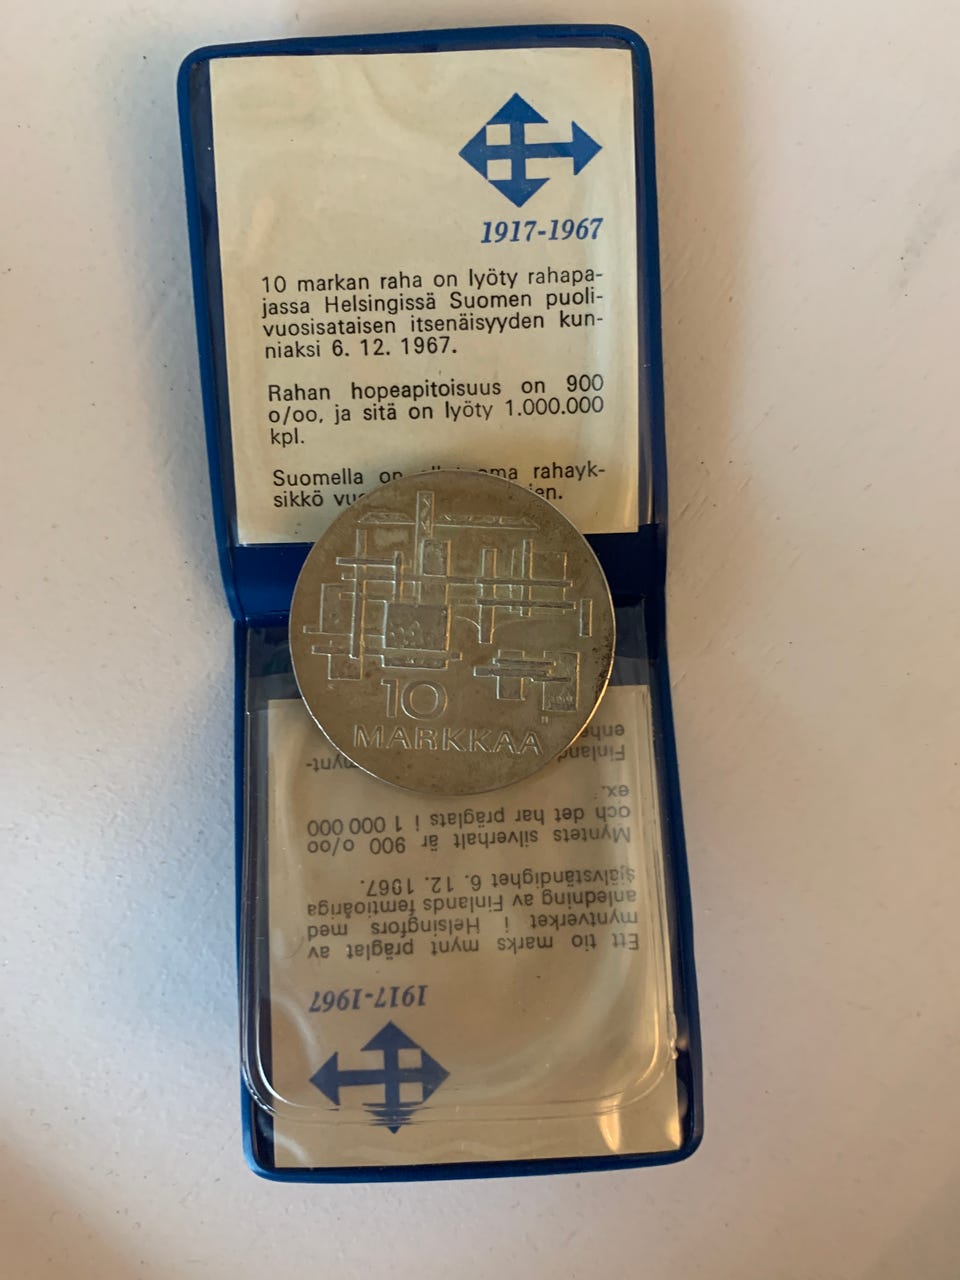 1917-1967
10 markan raha on lyöty rahapa-
jassa Helsingissä Suomen puoli-
vuosisataisen itsenäisyyden kun-
niaksi 6. 12. 1967.
Rahan hopeapitoisuus on 900
o/oo, ja sitä on lyöty 1.000.000
kpl.
Suomella on rahayk-
sikkö
10
MARKKAA
1917-1967
Ett tio marks mynt präglat av
myntverket i Helsingfors med
anledning av Finlands femtioåriga
självständighet 6. 12. 1967.
Myntets silverhalt är 900 o/oo
och det har präglats i 1 000 000
ex.
Finland mynt-